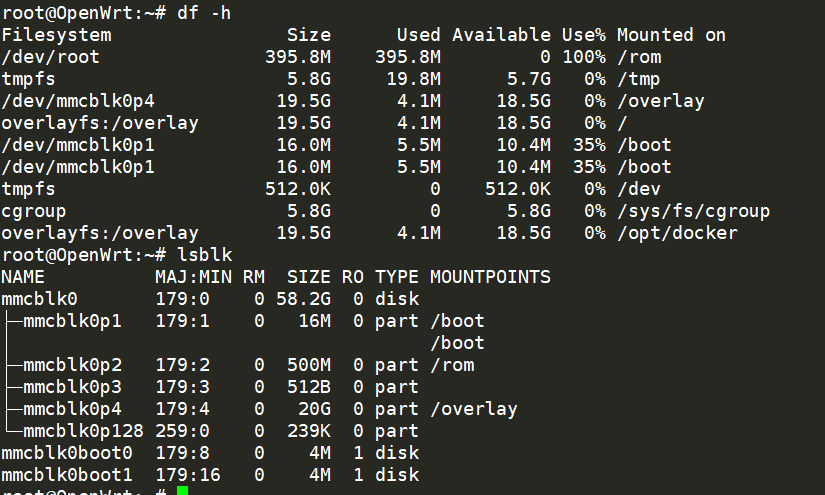 root@OpenWrt:~# df -h
Filesystem                Size      Used Available Use% Mounted on
/dev/root               395.8M    395.8M         0 100% /rom
tmpfs                     5.8G     19.8M      5.7G   0% /tmp
/dev/mmcblk0p4           19.5G      4.1M     18.5G   0% /overlay
overlayfs:/overlay       19.5G      4.1M     18.5G   0% /
/dev/mmcblk0p1           16.0M      5.5M     10.4M  35% /boot
/dev/mmcblk0p1           16.0M      5.5M     10.4M  35% /boot
tmpfs                   512.0K         0    512.0K   0% /dev
cgroup                    5.8G         0      5.8G   0% /sys/fs/cgroup
overlayfs:/overlay       19.5G      4.1M     18.5G   0% /opt/docker
root@OpenWrt:~# lsblk
NAME          MAJ:MIN RM  SIZE RO TYPE MOUNTPOINTS
mmcblk0       179:0    0 58.2G  0 disk
├─mmcblk0p1   179:1    0   16M  0 part /boot
│                                      /boot
├─mmcblk0p2   179:2    0  500M  0 part /rom
├─mmcblk0p3   179:3    0  512B  0 part
├─mmcblk0p4   179:4    0   20G  0 part /overlay
└─mmcblk0p128 259:0    0  239K  0 part
mmcblk0boot0  179:8    0    4M  1 disk
mmcblk0boot1  179:16   0    4M  1 disk
root@OpenWrt:~#